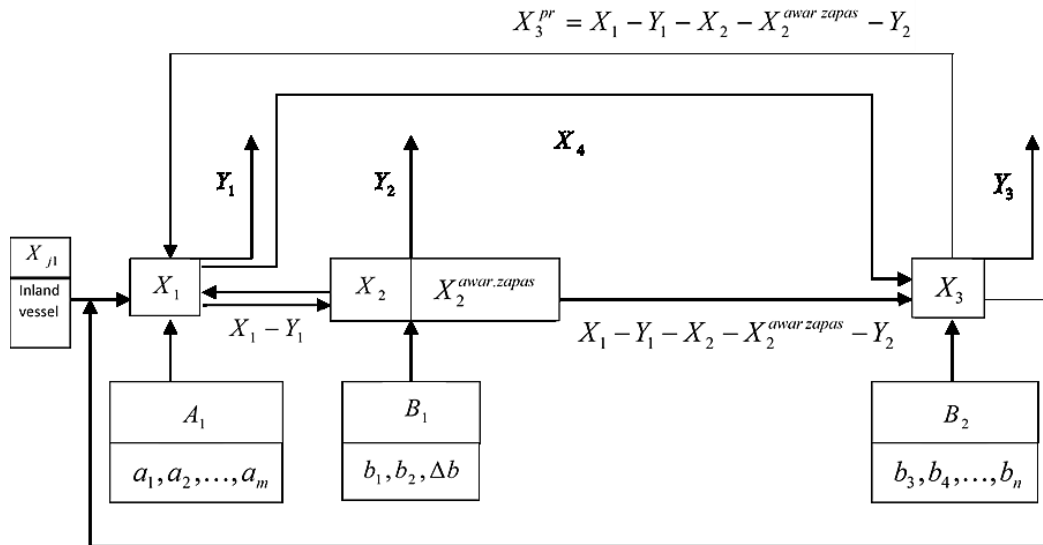 X_3^{pr} = X_1 − Y_1 − X_2 − X_2^{awar zapas} − Y_2
X_4
Y_1
Y_2
Y_3
X_{j1}
Inland
vessel
X_1
X_2
X_2^{awar.zapas}
X_3
X_1 − Y_1
X_1 − Y_1 − X_2 − X_2^{awar zapas} − Y_2
A_1
a_1, a_2, ..., a_m
B_1
b_1, b_2, Δb
B_2
b_3, b_4, ..., b_n